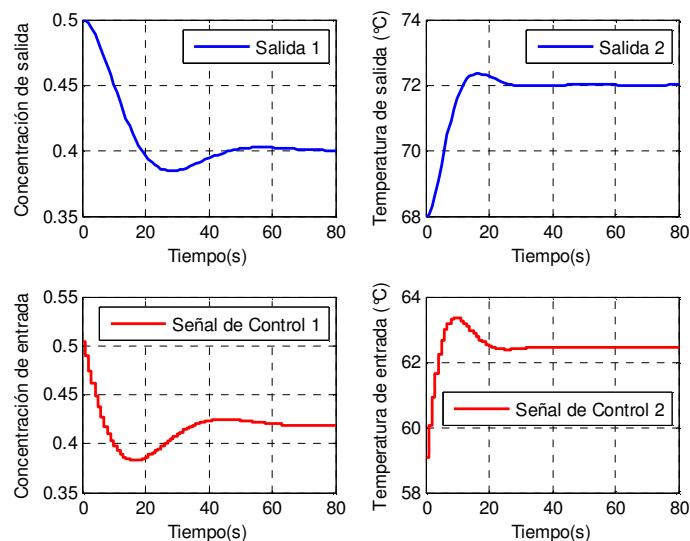 Concentración de salida
0.5
0.45
0.4
0.35
Salida 1
0 20 40 60 80
Tiempo(s)
Temperatura de salida (°C)
74
72
70
68
Salida 2
0 20 40 60 80
Tiempo(s)
Concentración de entrada
0.55
0.5
0.45
0.4
0.35
Señal de Control 1
0 20 40 60 80
Tiempo(s)
Temperatura de entrada (°C)
64
62
60
58
Señal de Control 2
0 20 40 60 80
Tiempo(s)